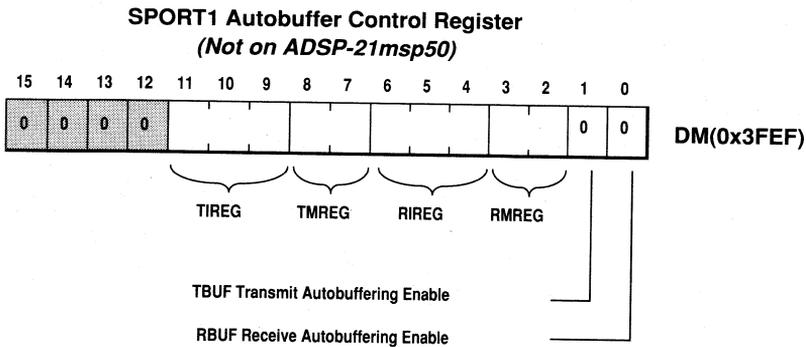 SPORT1 Autobuffer Control Register
(Not on ADSP-21msp50)
15 14 13 12 11 10 9 8 7 6 5 4 3 2 1 0
0 0 0 0 0 0 DM(0x3FEF)
TIREG TMREG RIREG RMREG
TBUF Transmit Autobuffering Enable
RBUF Receive Autobuffering Enable